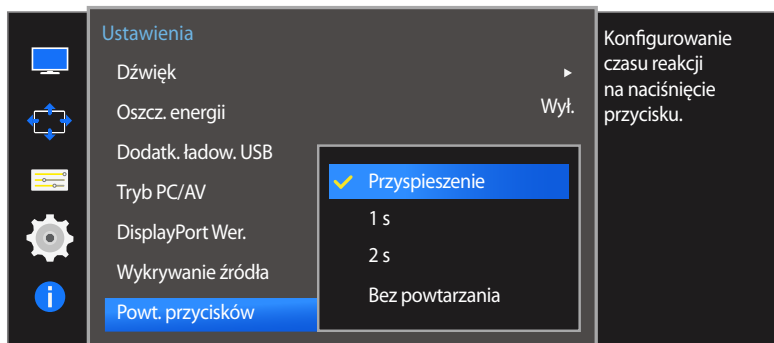 Ustawienia
Dźwięk
Oszcz. energii
Wył.
Dodatk. ładow. USB
Tryb PC/AV
DisplayPort Wer.
Wykrywanie źródła
Powt. przycisków
Przyspieszenie
1 s
2 s
Bez powtarzania
Konfigurowanie
czasu reakcji
na naciśnięcie
przycisku.